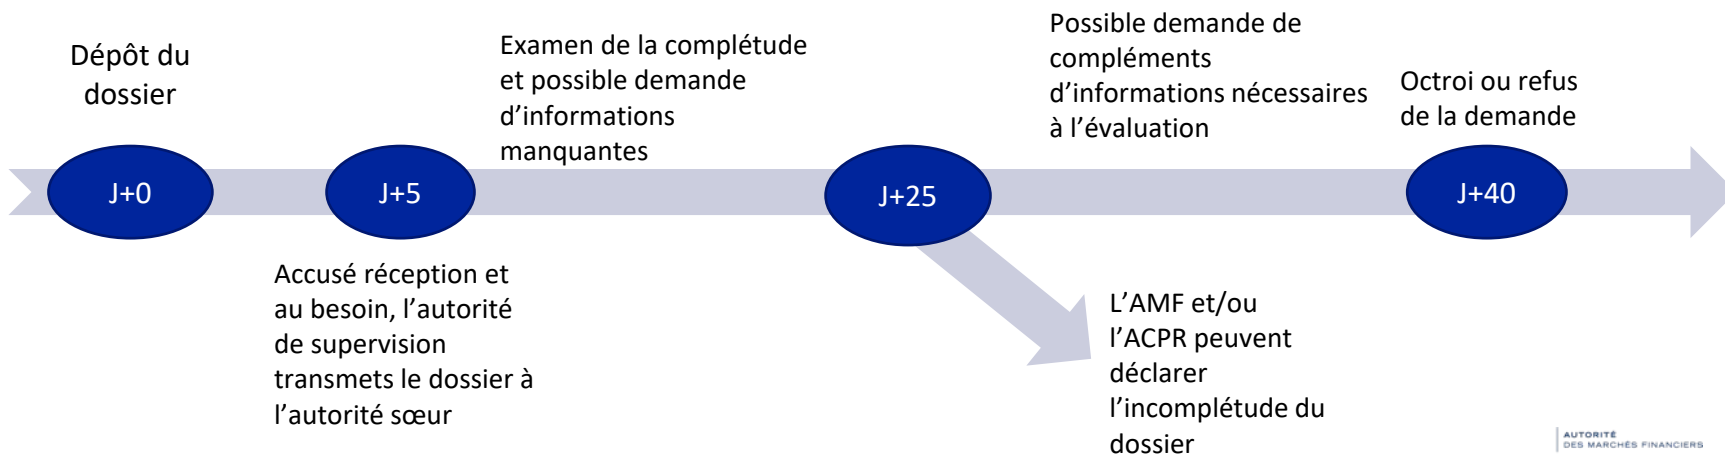 Dépôt du
dossier
J+0
J+5
Accusé réception et
au besoin, l’autorité
de supervision
transmets le dossier à
l’autorité sœur
Examen de la complétude
et possible demande
d’informations
manquantes
J+25
L’AMF et/ou
l’ACPR peuvent
déclarer
l’incomplétude du
dossier
Possible demande de
compléments
d’informations nécessaires
à l’évaluation
Octroi ou refus
de la demande
J+40
AUTORITÉ
DES MARCHÉS FINANCIERS